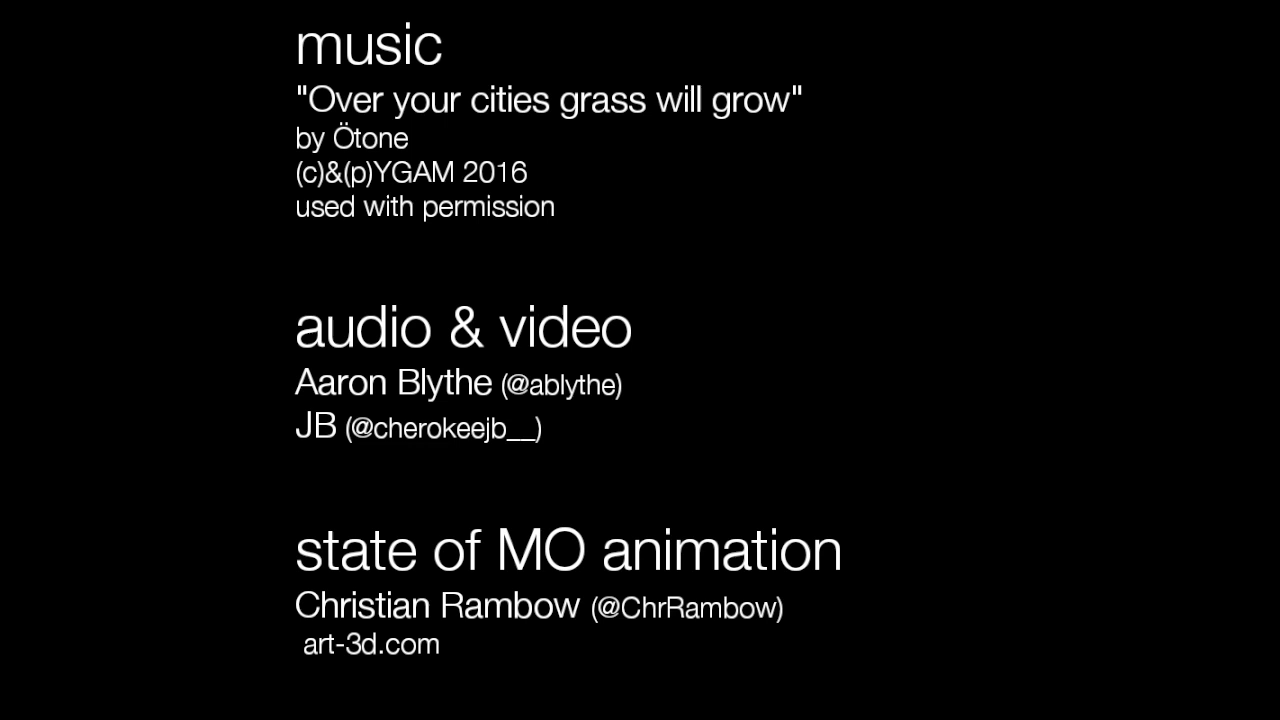 music
"Over your cities grass will grow"
by Ötone
(c)&(p)YGAM 2016
used with permission
audio & video
Aaron Blythe (@ablythe)
JB (@cherokeejb__)
state of MO animation
Christian Rambow (@ChrRambow)
art-3d.com